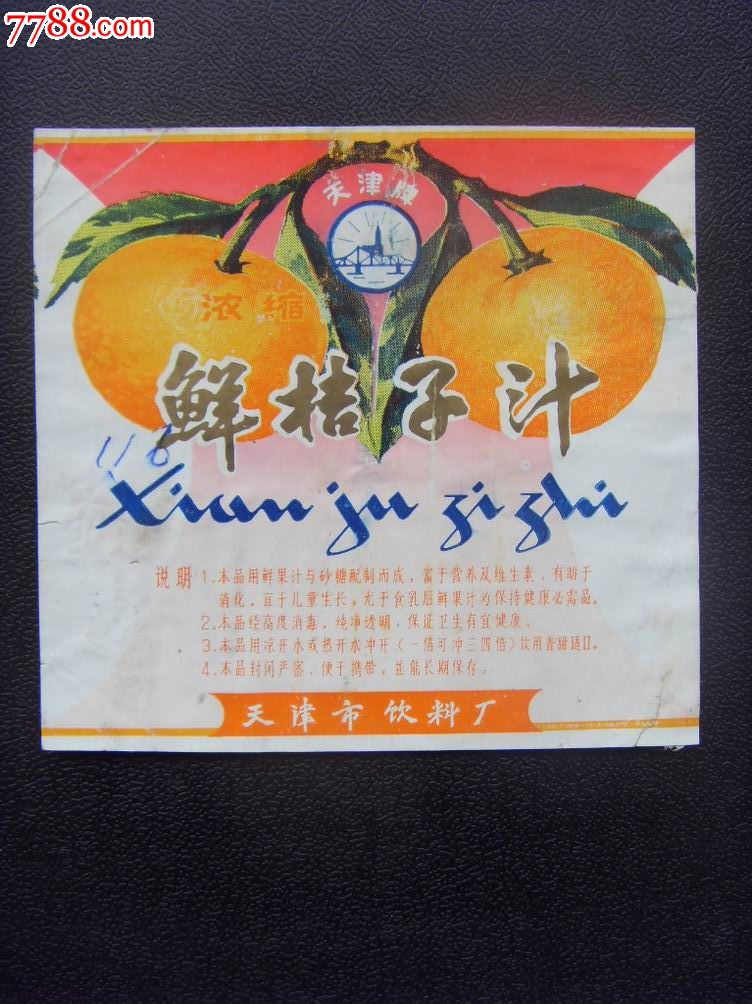 7788.com
天津牌
浓缩
鲜桔子汁
116
Xian ju zi zhi
说明 1.本品用鲜果汁与砂糖配制而成，富于营养及维生素，有助于
消化，宜于儿童生长，尤于食乳后鲜果汁为保持健康必需品。
2.本品经高度消毒，纯净透明，保证卫生有宜健康。
3.本品用凉开水或热开水冲开（一倍可冲三四倍）饮用香甜适口。
4.本品封闭严密，便于携带，并能长期保存。
天津市饮料厂